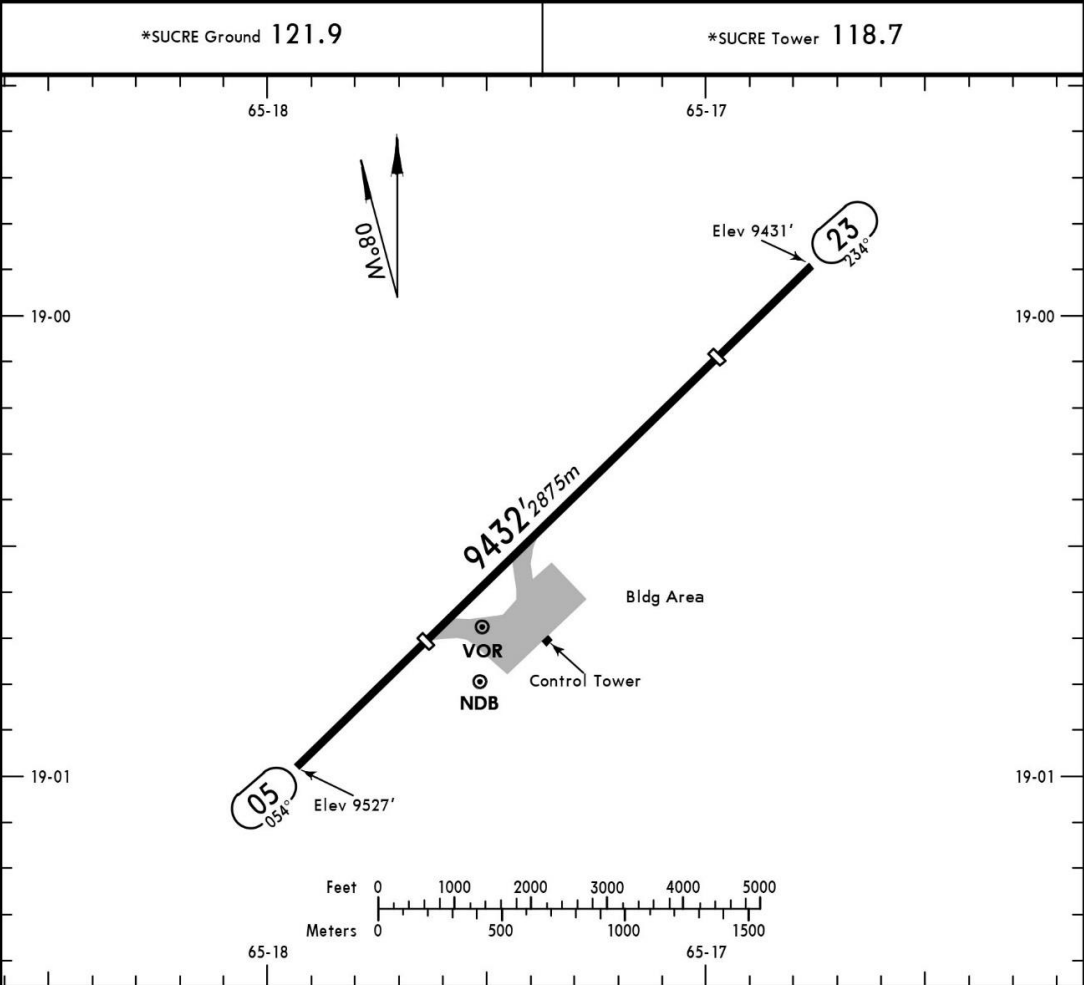 *SUCRE Ground 121.9
*SUCRE Tower 118.7
65-18
65-17
08°W
Elev 9431'
23
234°
19-00
19-00
9432' 2875m
Bldg Area
VOR
Control Tower
NDB
19-01
19-01
05
054°
Elev 9527'
Feet 0 1000 2000 3000 4000 5000
Meters 0 500 1000 1500
65-18
65-17